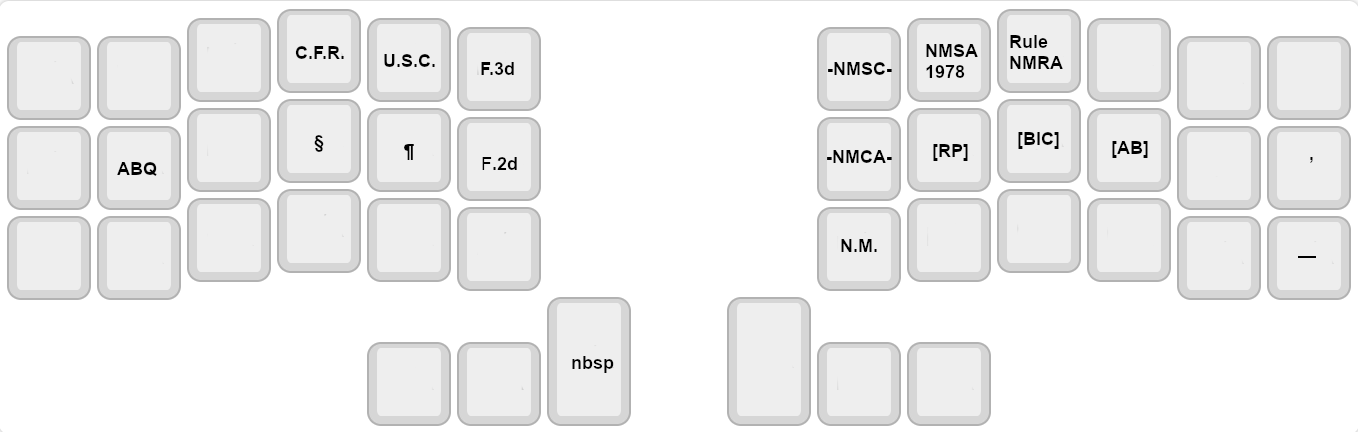 C.F.R.
U.S.C.
F.3d
-NMSC-
NMSA
1978
Rule
NMRA
ABQ
§
¶
F.2d
-NMCA-
[RP]
[BIC]
[AB]
’
N.M.
—
nbsp